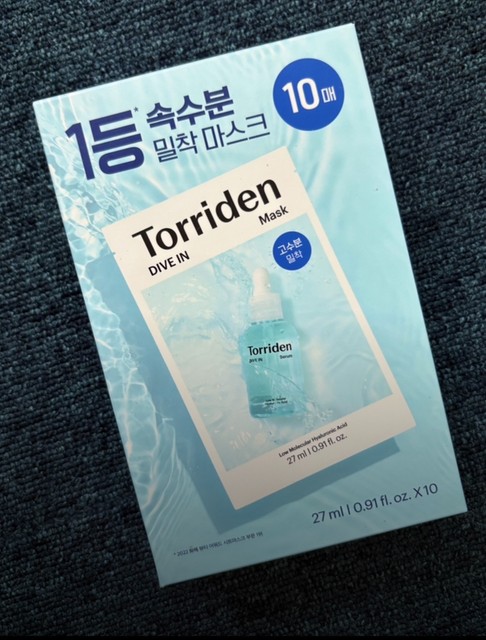 1등* 속수분
밀착 마스크
10매
Torriden
DIVE IN Mask
고수분
밀착
Torriden
DIVE IN Serum
Low Molecular Hyaluronic Acid
27 ml | 0.91 fl. oz.
27 ml | 0.91 fl. oz. X 10